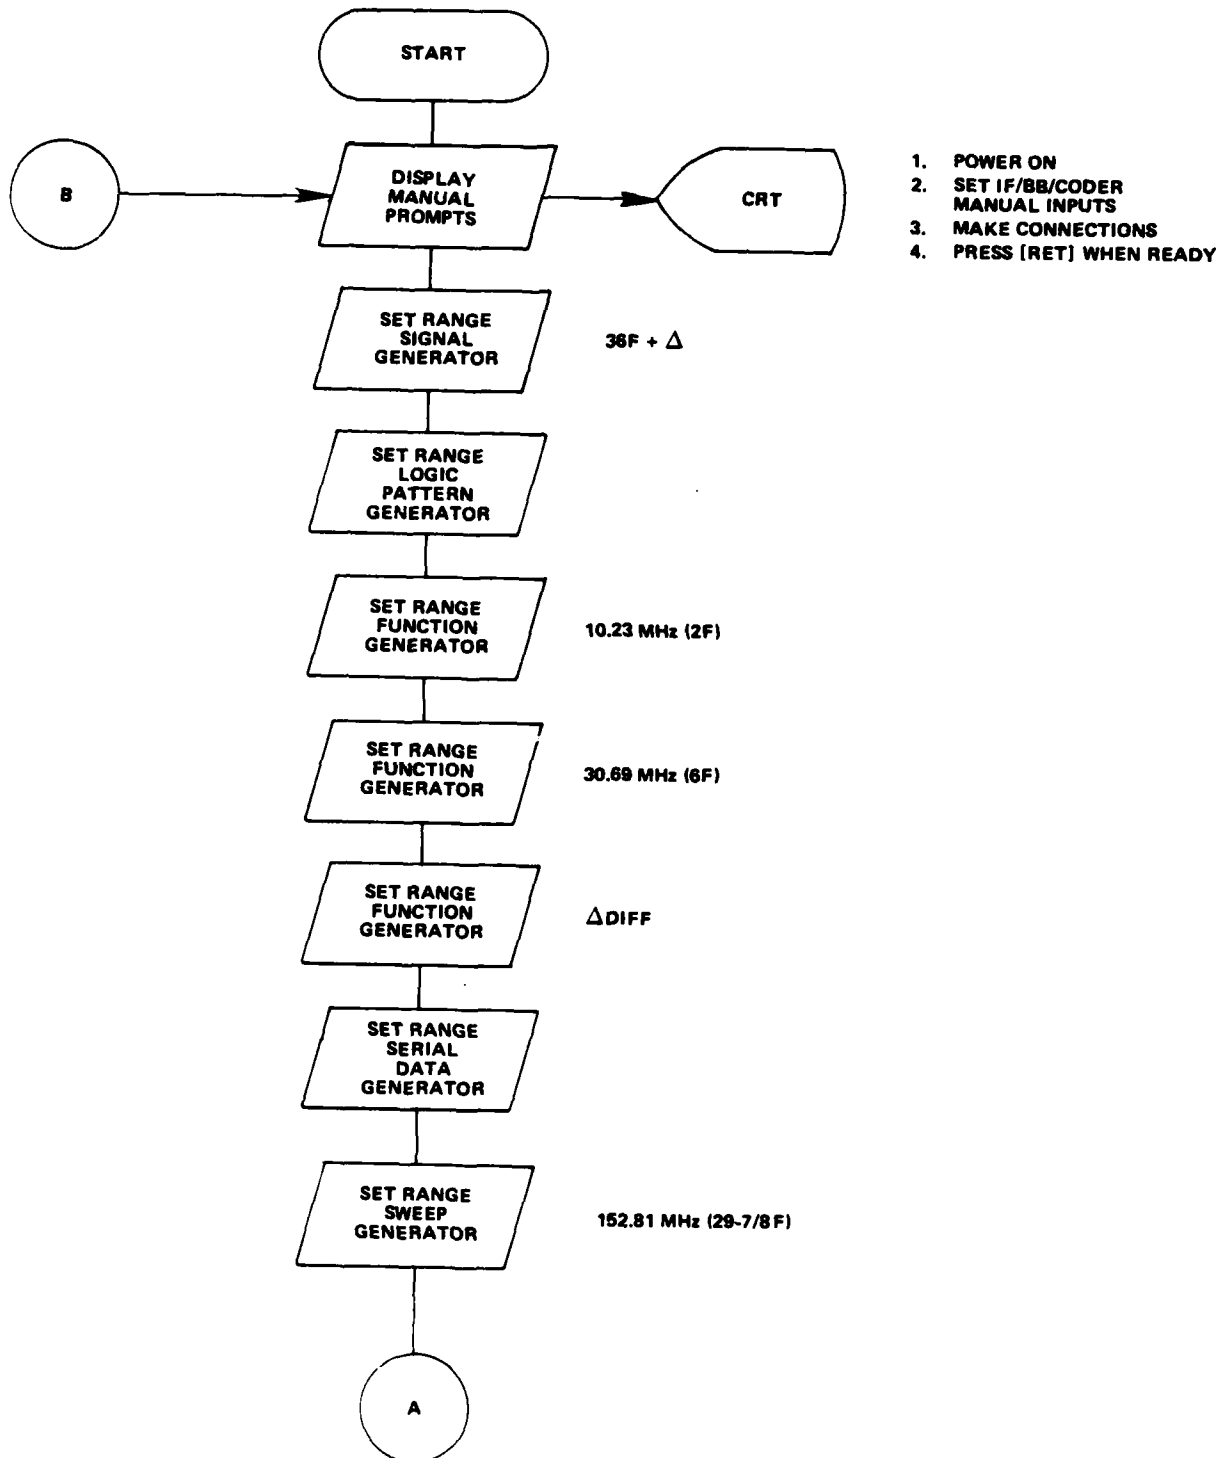 START
B
DISPLAY
MANUAL
PROMPTS
CRT
1. POWER ON
2. SET IF/BB/CODER
MANUAL INPUTS
3. MAKE CONNECTIONS
4. PRESS [RET] WHEN READY
SET RANGE
SIGNAL
GENERATOR
36F + Δ
SET RANGE
LOGIC
PATTERN
GENERATOR
SET RANGE
FUNCTION
GENERATOR
10.23 MHz (2F)
SET RANGE
FUNCTION
GENERATOR
30.69 MHz (6F)
SET RANGE
FUNCTION
GENERATOR
ΔDIFF
SET RANGE
SERIAL
DATA
GENERATOR
SET RANGE
SWEEP
GENERATOR
152.81 MHz (29-7/8F)
A